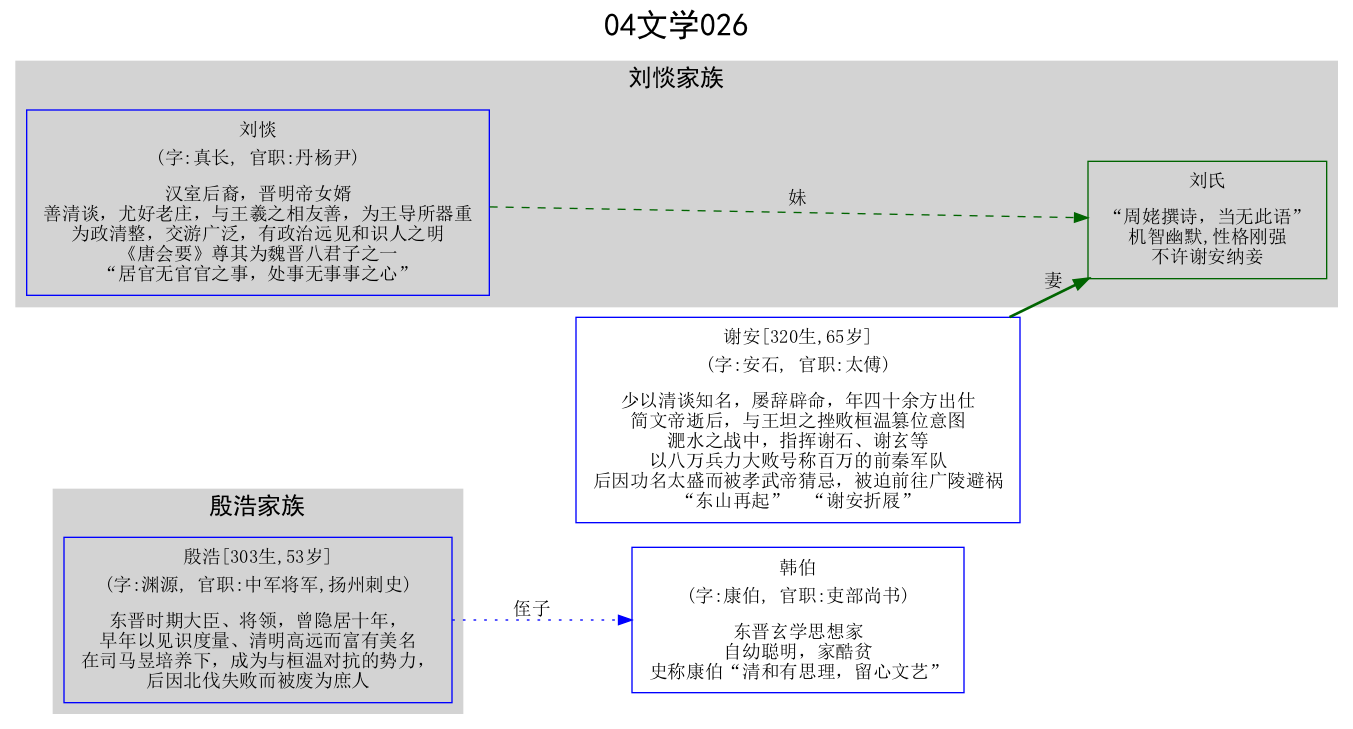 04文学026
刘惔家族
刘惔
(字:真长, 官职:丹杨尹)
汉室后裔，晋明帝女婿
善清谈，尤好老庄，与王羲之相友善，为王导所器重
为政清整，交游广泛，有政治远见和识人之明
《唐会要》尊其为魏晋八君子之一
“居官无官官之事，处事无事事之心”
妹
刘氏
“周姥撰诗，当无此语”
机智幽默,性格刚强
不许谢安纳妾
妻
谢安[320生,65岁]
(字:安石, 官职:太傅)
少以清谈知名，屡辞辟命，年四十余方出仕
简文帝逝后，与王坦之挫败桓温篡位意图
淝水之战中，指挥谢石、谢玄等
以八万兵力大败号称百万的前秦军队
后因功名太盛而被孝武帝猜忌，被迫前往广陵避祸
“东山再起” “谢安折屐”
殷浩家族
殷浩[303生,53岁]
(字:渊源, 官职:中军将军,扬州刺史)
东晋时期大臣、将领，曾隐居十年，
早年以见识度量、清明高远而富有美名
在司马昱培养下，成为与桓温对抗的势力，
后因北伐失败而被废为庶人
侄子
韩伯
(字:康伯, 官职:吏部尚书)
东晋玄学思想家
自幼聪明，家酷贫
史称康伯“清和有思理，留心文艺”